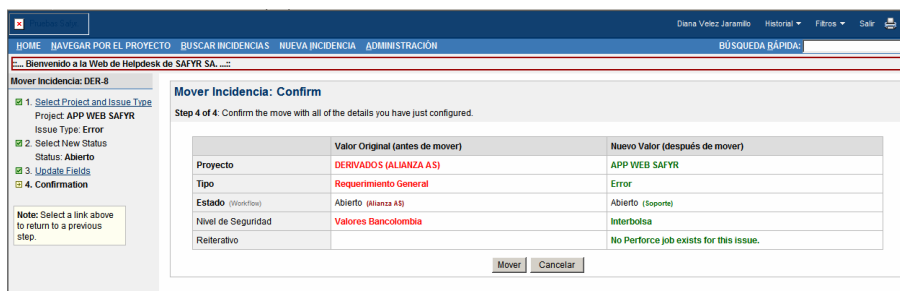 Diana Velez Jaramillo Historial Filtros Salir
HOME NAVEGAR POR EL PROYECTO BUSCAR INCIDENCIAS NUEVA INCIDENCIA ADMINISTRACIÓN BÚSQUEDA RÁPIDA:
::... Bienvenido a la Web de Helpdesk de SAFYR SA. ...::
Mover Incidencia: DER-8
1. Select Project and Issue Type
Project: APP WEB SAFYR
Issue Type: Error
2. Select New Status
Status: Abierto
3. Update Fields
4. Confirmation
Note: Select a link above
to return to a previous
step.
Mover Incidencia: Confirm
Step 4 of 4: Confirm the move with all of the details you have just configured.
Valor Original (antes de mover) Nuevo Valor (después de mover)
Proyecto DERIVADOS (ALIANZA AS) APP WEB SAFYR
Tipo Requerimiento General Error
Estado (Workflow) Abierto (Alianza AS) Abierto (Soporte)
Nivel de Seguridad Valores Bancolombia Interbolsa
Reiterativo No Perforce job exists for this issue.
Mover Cancelar